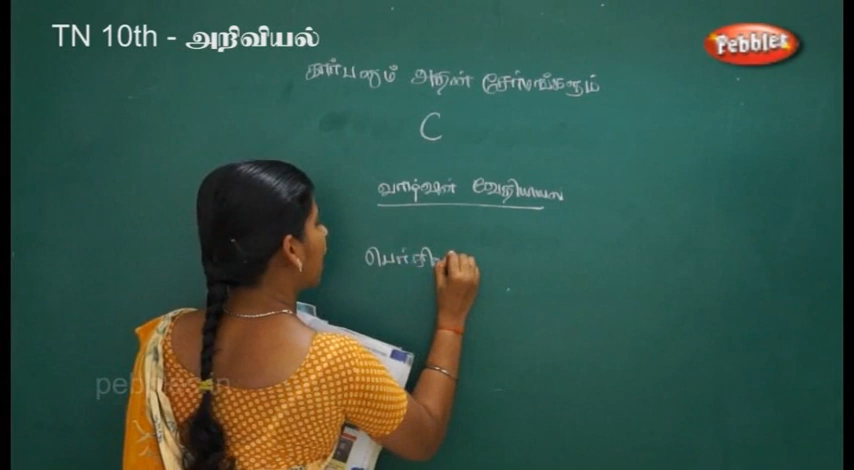 TN 10th - அறிவியல்
Pebbles
கார்பனும் அதன் சேர்மங்களும்
C
வேதியியல்
pebbles.in